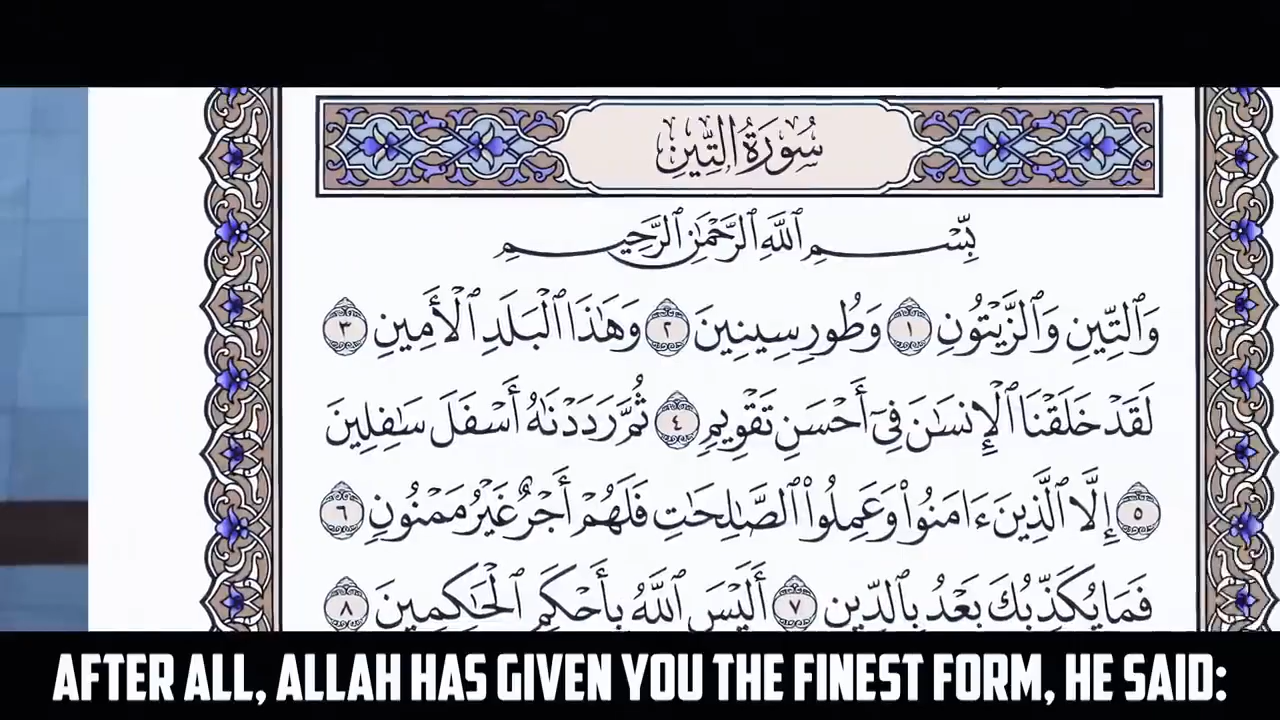 سُورَةُ التِّينِ
بِسْمِ ٱللَّهِ ٱلرَّحْمَٰنِ ٱلرَّحِيمِ
وَٱلتِّينِ وَٱلزَّيْتُونِ ١ وَطُورِ سِينِينَ ٢ وَهَٰذَا ٱلْبَلَدِ ٱلْأَمِينِ ٣
لَقَدْ خَلَقْنَا ٱلْإِنسَٰنَ فِىٓ أَحْسَنِ تَقْوِيمٍ ٤ ثُمَّ رَدَدْنَٰهُ أَسْفَلَ سَٰفِلِينَ
٥ إِلَّا ٱلَّذِينَ ءَامَنُوا۟ وَعَمِلُوا۟ ٱلصَّٰلِحَٰتِ فَلَهُمْ أَجْرٌ غَيْرُ مَمْنُونٍ ٦
فَمَا يُكَذِّبُكَ بَعْدُ بِٱلدِّينِ ٧ أَلَيْسَ ٱللَّهُ بِأَحْكَمِ ٱلْحَٰكِمِينَ ٨
AFTER ALL, ALLAH HAS GIVEN YOU THE FINEST FORM, HE SAID: